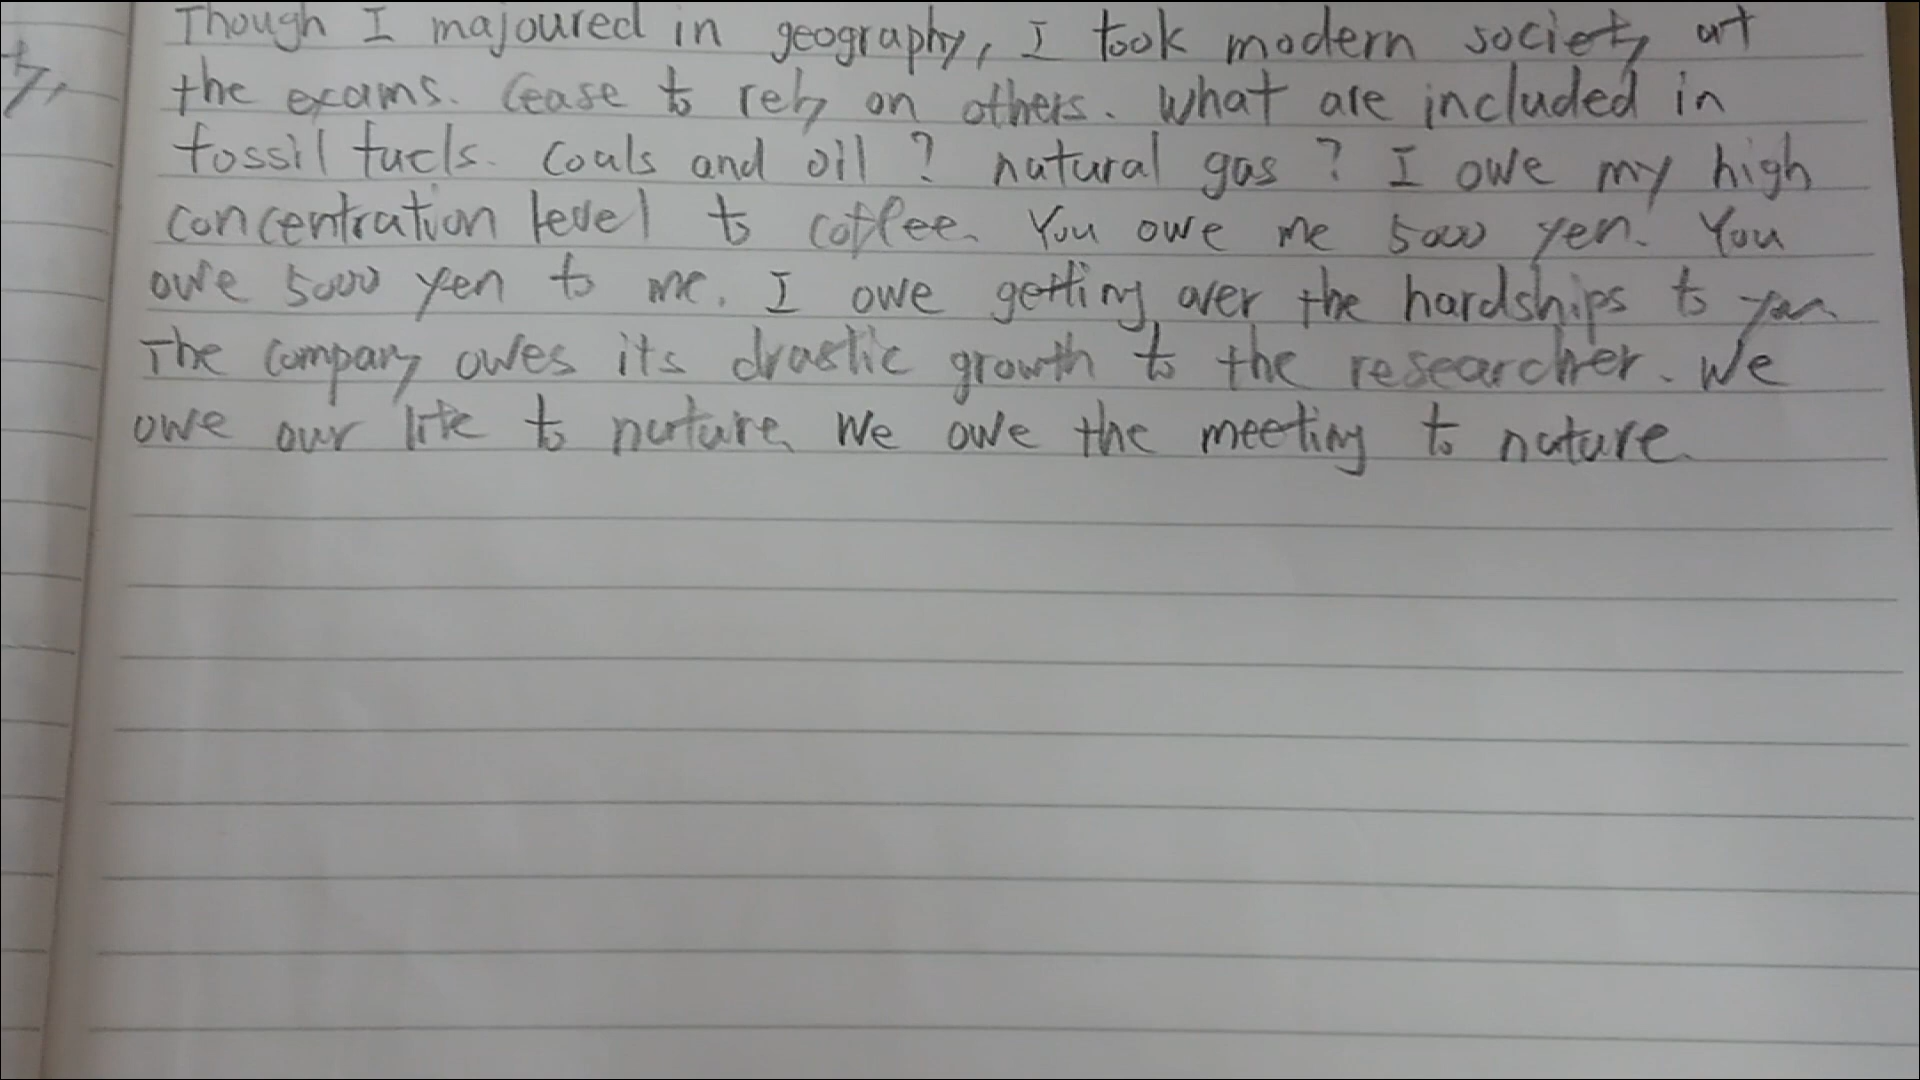 Though I majoured in geography, I took modern society at
the exams. Cease to rely on others. What are included in
fossil fuels. Coals and oil? natural gas? I owe my high
concentration level to coffee. You owe me 5000 yen. You
owe 5000 yen to me. I owe getting over the hardships to you.
The company owes its drastic growth to the researcher. We
owe our life to nature. We owe the meeting to nature.